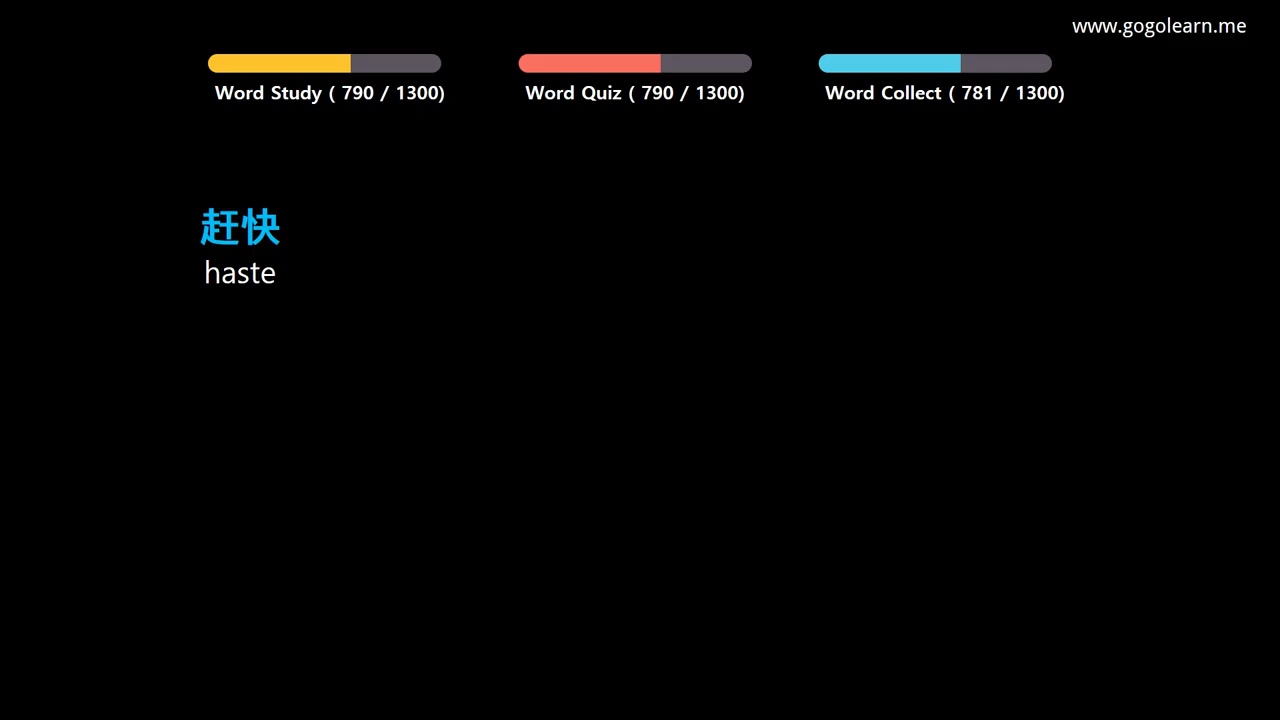 www.gogolearn.me
Word Study ( 790 / 1300)
Word Quiz ( 790 / 1300)
Word Collect ( 781 / 1300)
赶快
haste